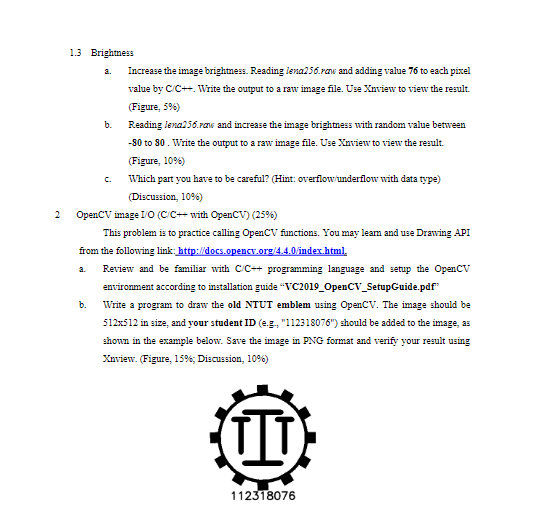 1.3 Brightness
a. Increase the image brightness. Reading lena256.raw and adding value 76 to each pixel
value by C/C++. Write the output to a raw image file. Use Xnview to view the result.
(Figure, 5%)
b. Reading lena256.raw and increase the image brightness with random value between
-80 to 80 . Write the output to a raw image file. Use Xnview to view the result.
(Figure, 10%)
c. Which part you have to be careful? (Hint: overflow/underflow with data type)
(Discussion, 10%)
2 OpenCV image I/O (C/C++ with OpenCV) (25%)
This problem is to practice calling OpenCV functions. You may learn and use Drawing API
from the following link: http://docs.opencv.org/4.4.0/index.html.
a. Review and be familiar with C/C++ programming language and setup the OpenCV
environment according to installation guide “VC2019_OpenCV_SetupGuide.pdf”
b. Write a program to draw the old NTUT emblem using OpenCV. The image should be
512x512 in size, and your student ID (e.g., "112318076") should be added to the image, as
shown in the example below. Save the image in PNG format and verify your result using
Xnview. (Figure, 15%; Discussion, 10%)
112318076